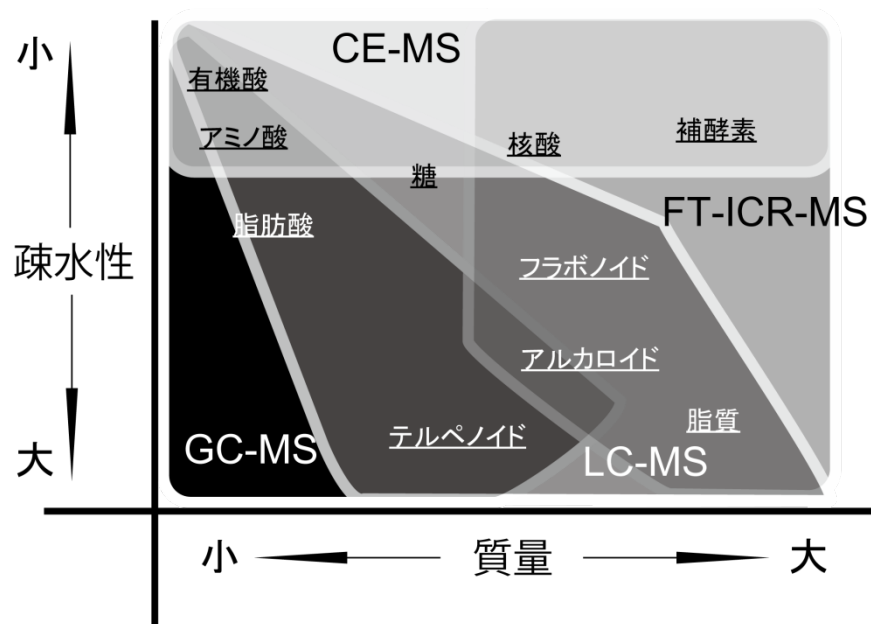 小
CE-MS
有機酸
アミノ酸
核酸
補酵素
糖
脂肪酸
FT-ICR-MS
疎水性
フラボノイド
アルカロイド
脂質
テルペノイド
GC-MS
LC-MS
大
小
質量
大